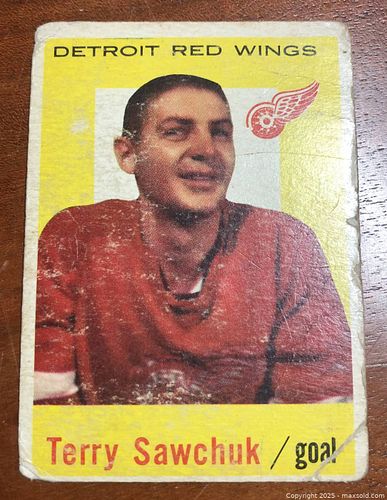 DETROIT RED WINGS
Terry Sawchuk / goal
Copyright 2025 - maxsold.com